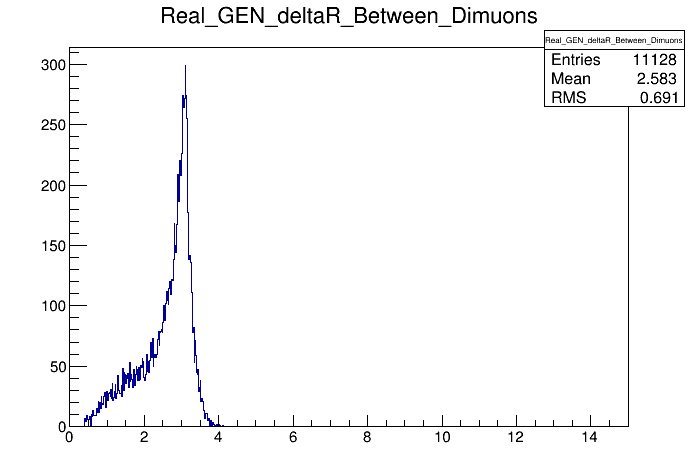 Real_GEN_deltaR_Between_Dimuons
Real_GEN_deltaR_Between_Dimuons
Entries 11128
Mean 2.583
RMS 0.691
300
250
200
150
100
50
0
0 2 4 6 8 10 12 14